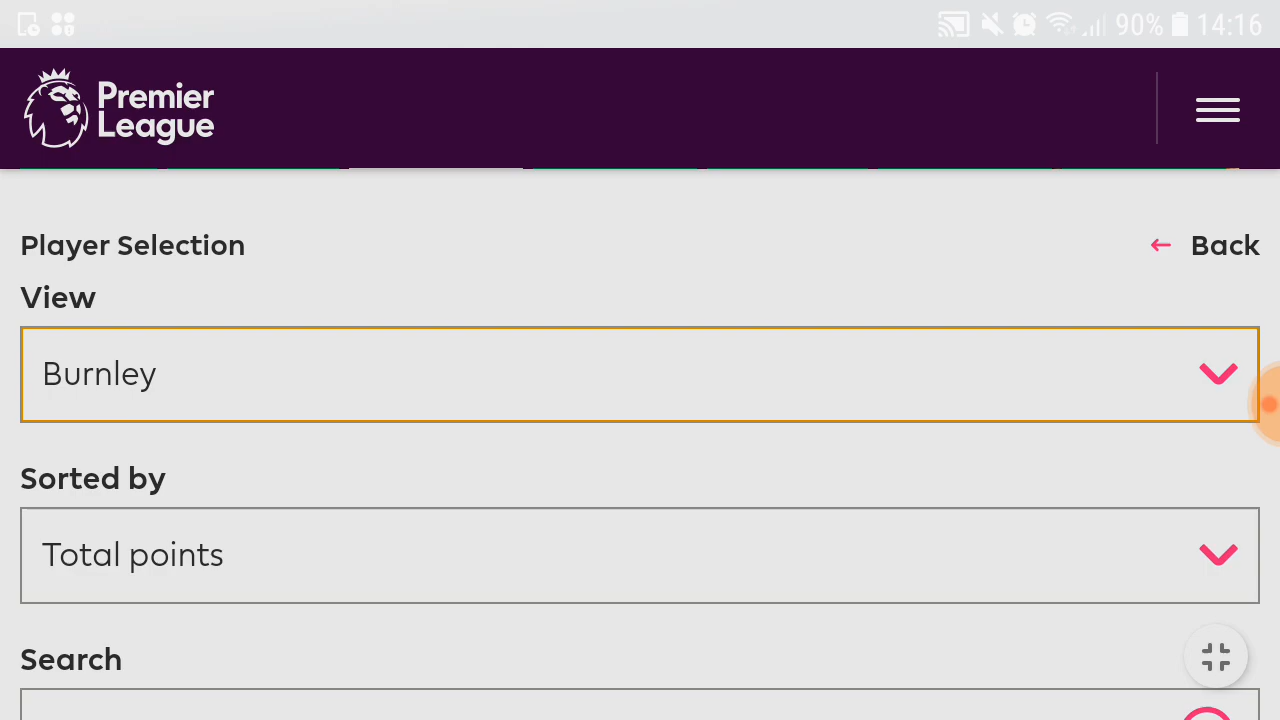 90% 14:16
Premier
League
Player Selection
Back
View
Burnley
Sorted by
Total points
Search